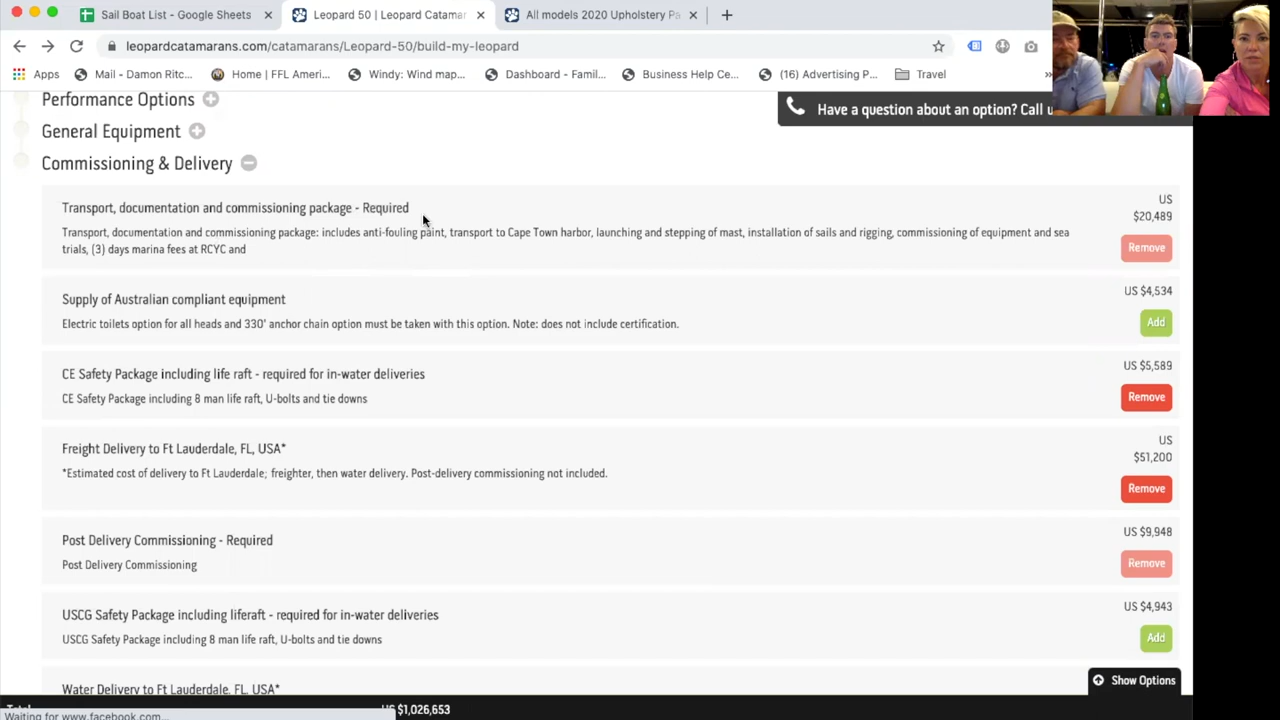 Sail Boat List - Google Sheets
Leopard 50 | Leopard Catamar
All models 2020 Upholstery Pa
leopardcatamarans.com/catamarans/Leopard-50/build-my-leopard
Apps
Mail - Damon Ritc...
Home | FFL Ameri...
Windy: Wind map...
Dashboard - Famil...
Business Help Ce...
(16) Advertising P...
Travel
»
Performance Options
Have a question about an option? Call u
General Equipment
Commissioning & Delivery
Transport, documentation and commissioning package - Required
US
$20,489
Transport, documentation and commissioning package: includes anti-fouling paint, transport to Cape Town harbor, launching and stepping of mast, installation of sails and rigging, commissioning of equipment and sea
trials, (3) days marina fees at RCYC and
Remove
Supply of Australian compliant equipment
US $4,534
Electric toilets option for all heads and 330' anchor chain option must be taken with this option. Note: does not include certification.
Add
CE Safety Package including life raft - required for in-water deliveries
US $5,589
CE Safety Package including 8 man life raft, U-bolts and tie downs
Remove
Freight Delivery to Ft Lauderdale, FL, USA*
US
$51,200
*Estimated cost of delivery to Ft Lauderdale; freighter, then water delivery. Post-delivery commissioning not included.
Remove
Post Delivery Commissioning - Required
US $9,948
Post Delivery Commissioning
Remove
USCG Safety Package including liferaft - required for in-water deliveries
US $4,943
USCG Safety Package including 8 man life raft, U-bolts and tie downs
Add
Water Delivery to Ft Lauderdale, FL, USA*
Show Options
Total
US $1,026,653
Waiting for www.facebook.com...